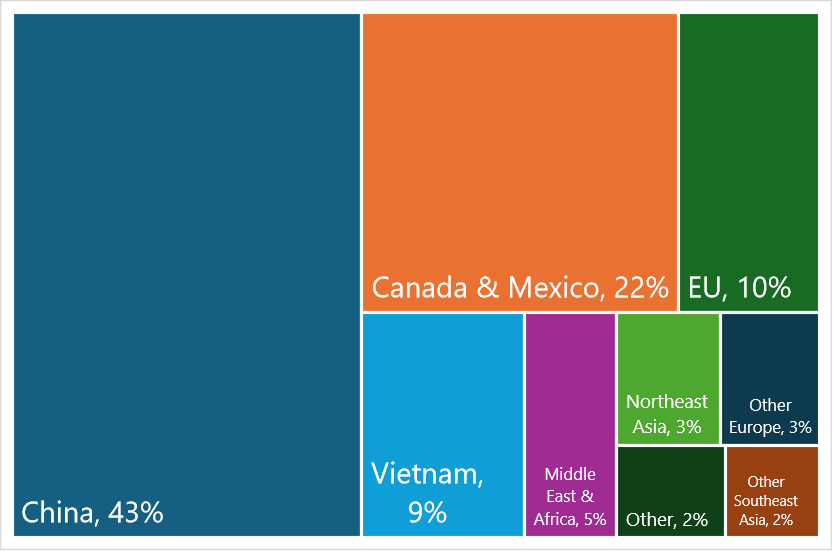 Canada & Mexico, 22%
EU, 10%
Northeast
Asia, 3%
Other
Europe, 3%
China, 43%
Vietnam,
9%
Middle
East &
Africa, 5%
Other, 2%
Other
Southeast
Asia, 2%